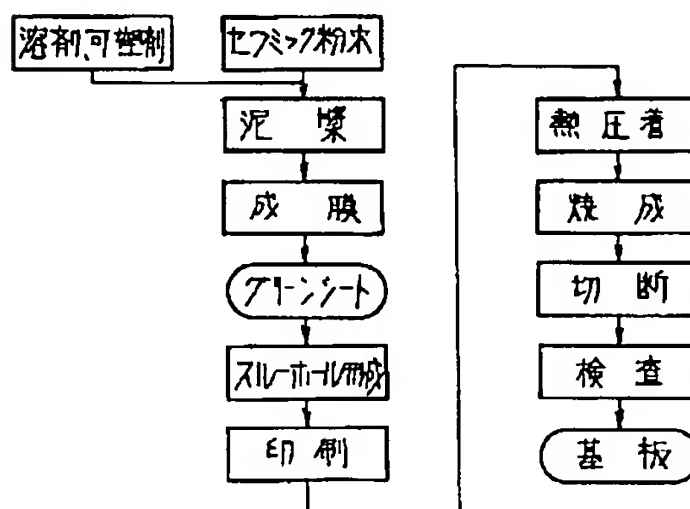 溶剤、可塑剤
セラミック粉末
泥漿
成膜
グリーンシート
スルーホール形成
印刷
熱圧着
焼成
切断
検査
基板